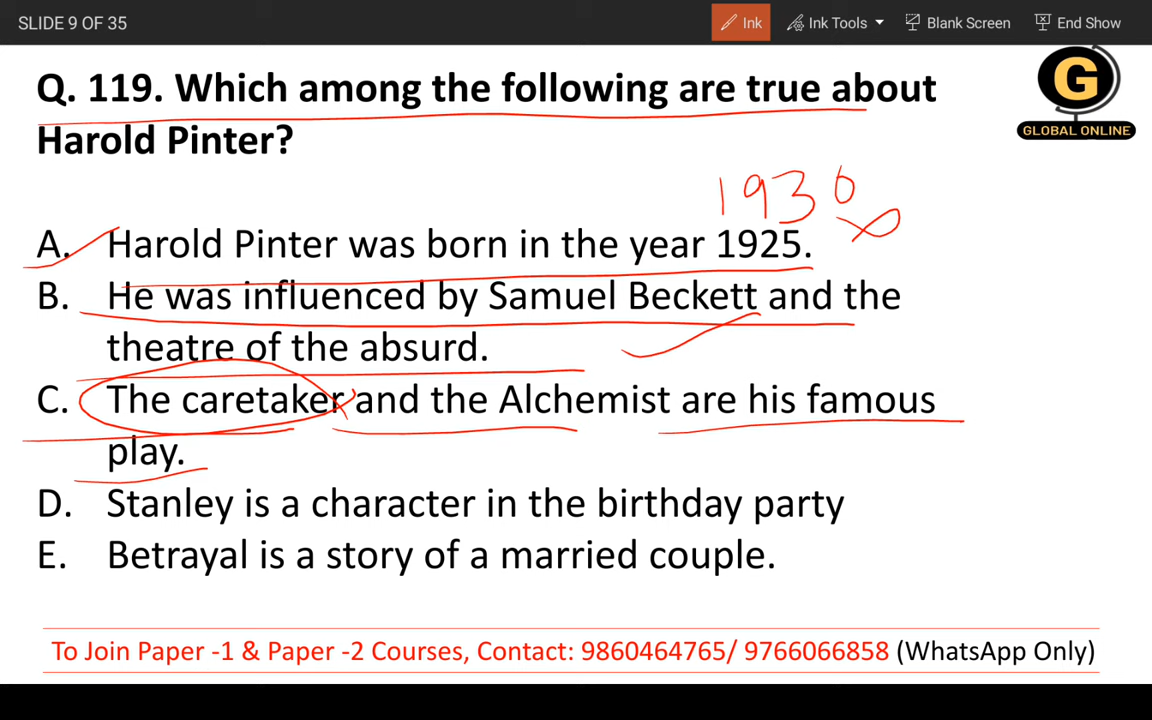 SLIDE 9 OF 35
Ink
Ink Tools
Blank Screen
End Show
Q. 119. Which among the following are true about
Harold Pinter?
G
GLOBAL ONLINE
1930
A. Harold Pinter was born in the year 1925.
B. He was influenced by Samuel Beckett and the
theatre of the absurd.
C. The caretaker and the Alchemist are his famous
play.
D. Stanley is a character in the birthday party
E. Betrayal is a story of a married couple.
To Join Paper -1 & Paper -2 Courses, Contact: 9860464765/ 9766066858 (WhatsApp Only)